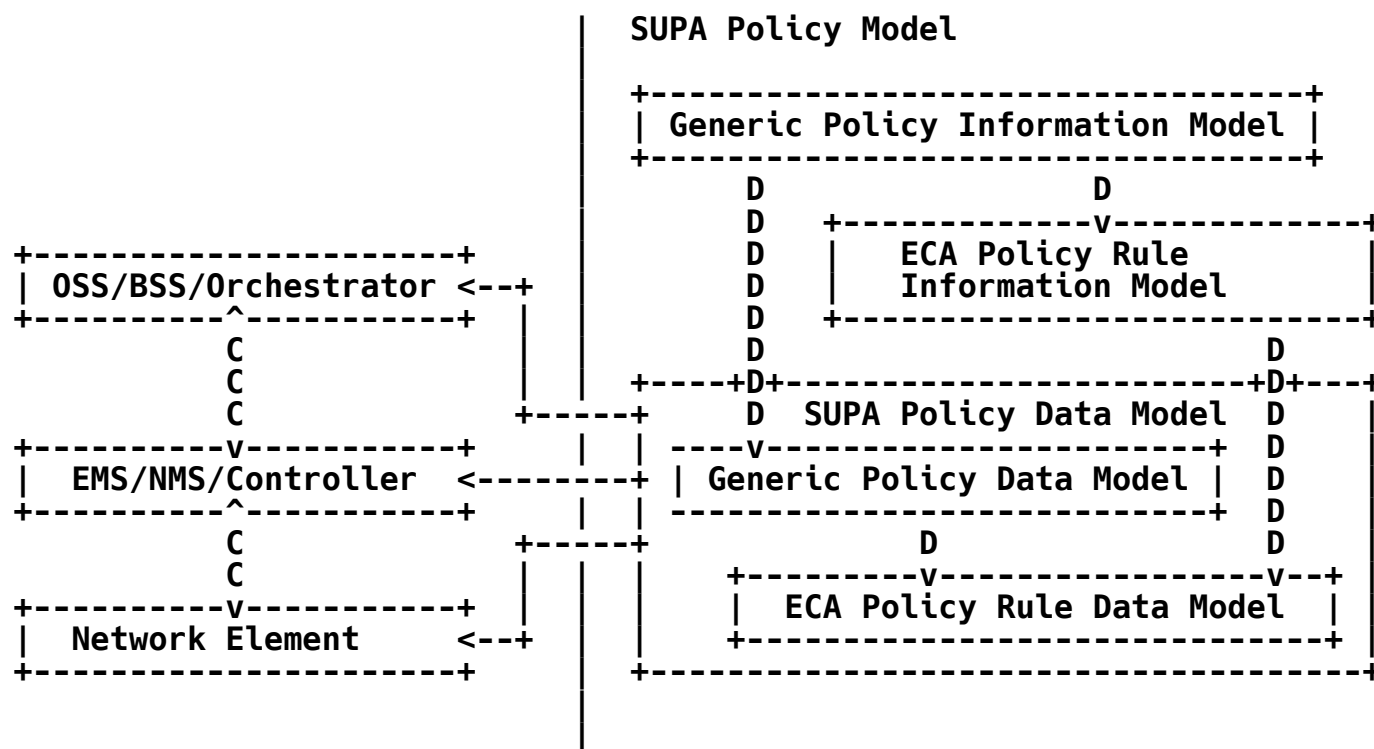 |  SUPA Policy Model
                             |
                             |  +----------------------------------+
                             |  | Generic Policy Information Model |
                             |  +----------------------------------+
                             |        D                 D
                             |        D   +-------------v-------------+
+----------------------+     |        D   |   ECA Policy Rule         |
| OSS/BSS/Orchestrator <--+  |        D   |   Information Model       |
+----------^-----------+  |  |        D   +---------------------------+
           C              |  |        D                          D
           C              |  |  +----+D+------------------------+D+---+
           C              +-----+     D  SUPA Policy Data Model  D    |
+----------v-----------+     |  | ----v-----------------------+  D    |
|  EMS/NMS/Controller  <--------+ | Generic Policy Data Model |  D    |
+----------^-----------+     |  | ----------------------------+  D    |
           C              +-----+              D                 D    |
           C              |  |  |    +---------v-----------------v--+ |
+----------v-----------+  |  |  |    |  ECA Policy Rule Data Model  | |
|  Network Element     <--+  |  |    +------------------------------+ |
+----------------------+     |  +-------------------------------------+
                             |
                             |